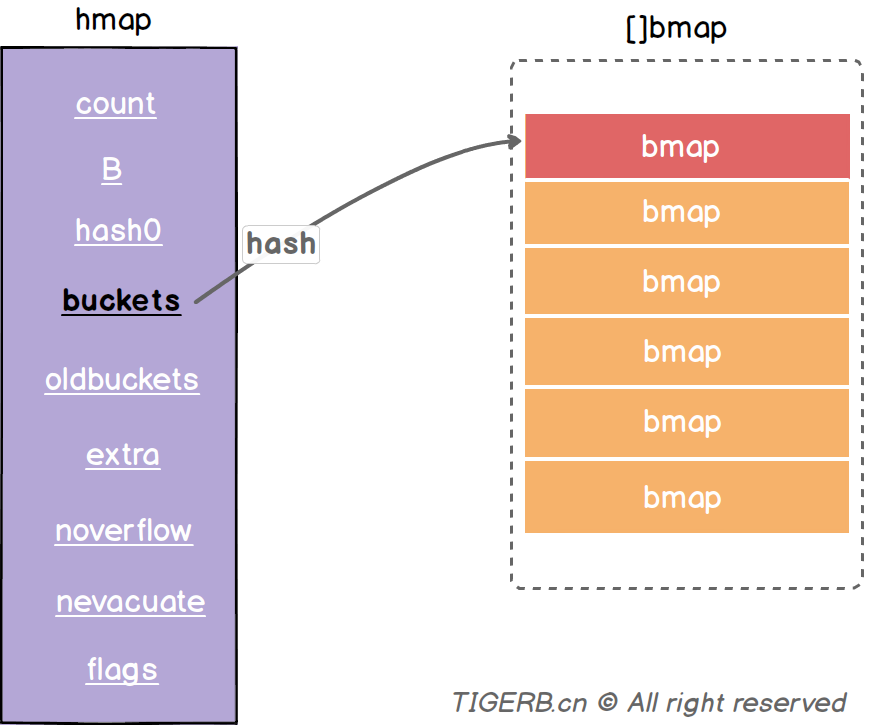 hmap
count
B
hash0
buckets
oldbuckets
extra
noverflow
nevacuate
flags
hash
[]bmap
bmap
bmap
bmap
bmap
bmap
bmap
TIGERB.cn © All right reserved